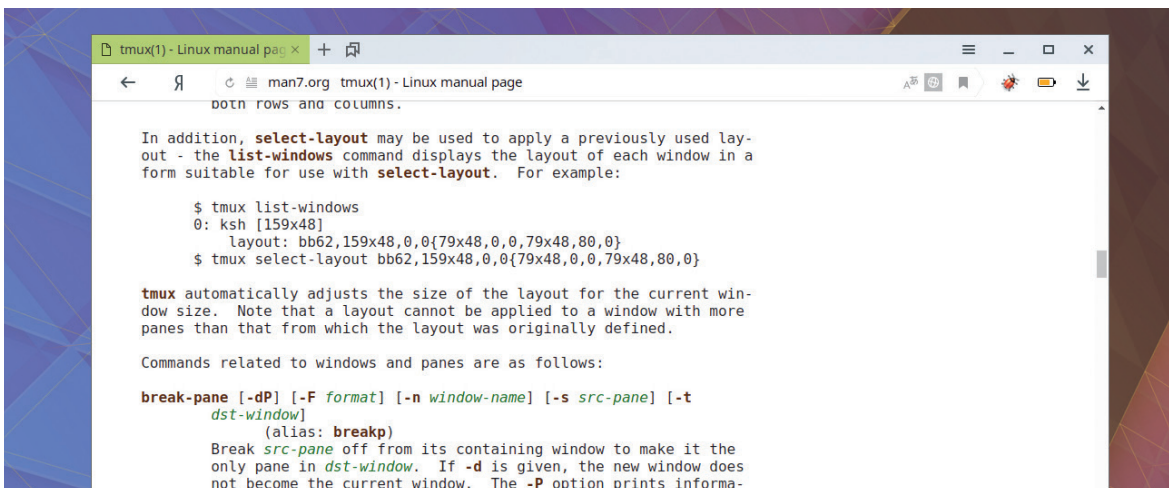 tmux(1) - Linux manual pag
Я man7.org tmux(1) - Linux manual page
both rows and columns.
In addition, select-layout may be used to apply a previously used lay-
out - the list-windows command displays the layout of each window in a
form suitable for use with select-layout. For example:
$ tmux list-windows
0: ksh [159x48]
layout: bb62,159x48,0,0{79x48,0,0,79x48,80,0}
$ tmux select-layout bb62,159x48,0,0{79x48,0,0,79x48,80,0}
tmux automatically adjusts the size of the layout for the current win-
dow size. Note that a layout cannot be applied to a window with more
panes than that from which the layout was originally defined.
Commands related to windows and panes are as follows:
break-pane [-dP] [-F format] [-n window-name] [-s src-pane] [-t
dst-window]
(alias: breakp)
Break src-pane off from its containing window to make it the
only pane in dst-window. If -d is given, the new window does
not become the current window. The -P option prints informa-